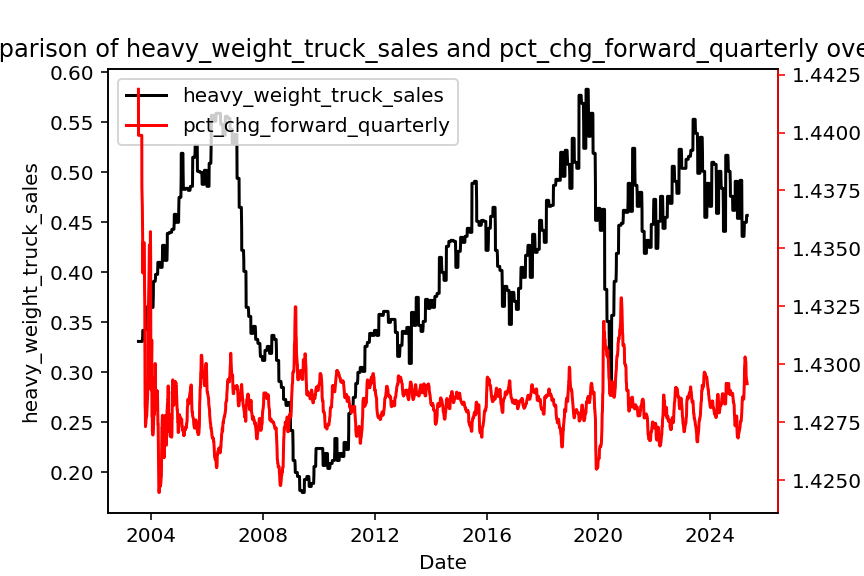 parison of heavy_weight_truck_sales and pct_chg_forward_quarterly ove
heavy_weight_truck_sales
pct_chg_forward_quarterly
0.60
0.55
0.50
0.45
0.40
0.35
0.30
0.25
0.20
heavy_weight_truck_sales
1.4425
1.4400
1.4375
1.4350
1.4325
1.4300
1.4275
1.4250
2004 2008 2012 2016 2020 2024
Date